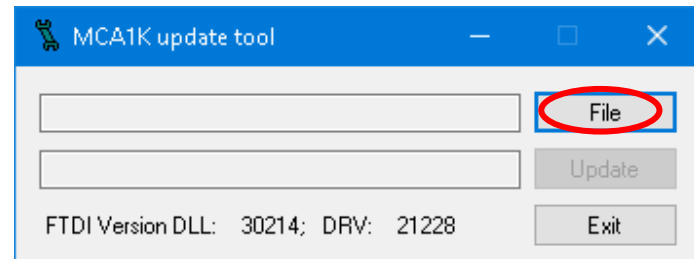 MCA1K update tool
File
Update
FTDI Version DLL: 30214; DRV: 21228
Exit